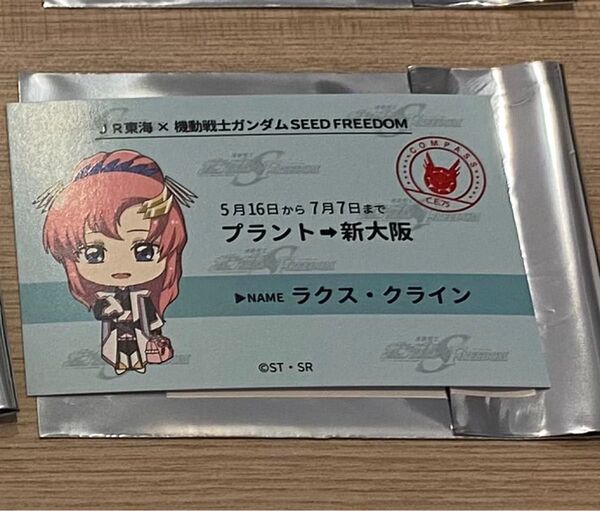 JR東海 × 機動戦士ガンダムSEED FREEDOM
COMPASS
C.E.75
5月16日から7月7日まで
プラント➡新大阪
▶NAME ラクス・クライン
©ST・SR